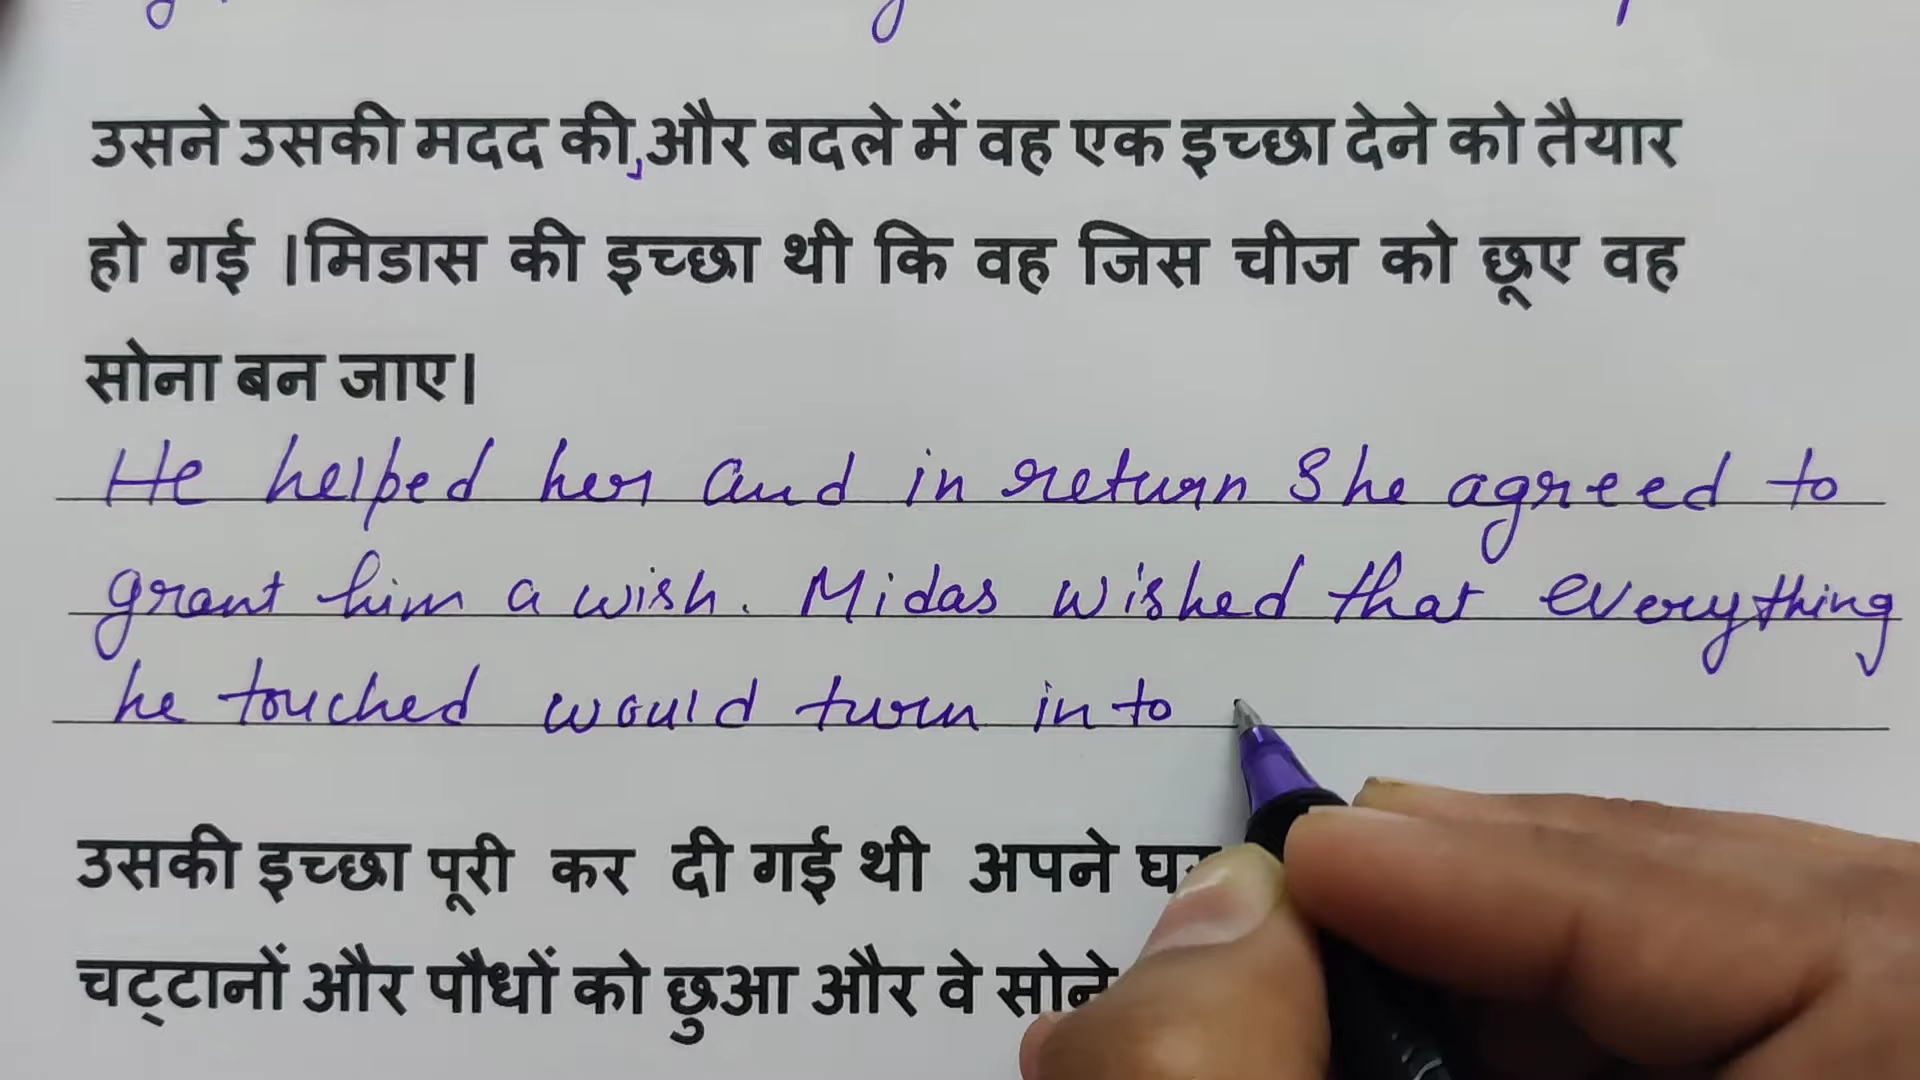 उसने उसकी मदद की,और बदले में वह एक इच्छा देने को तैयार
हो गई ।मिडास की इच्छा थी कि वह जिस चीज को छूए वह
सोना बन जाए।
He helped her and in return She agreed to
grant him a wish. Midas wished that everything
he touched would turn into
उसकी इच्छा पूरी कर दी गई थी अपने
चट्टानों और पौधों को छुआ और वे सोने